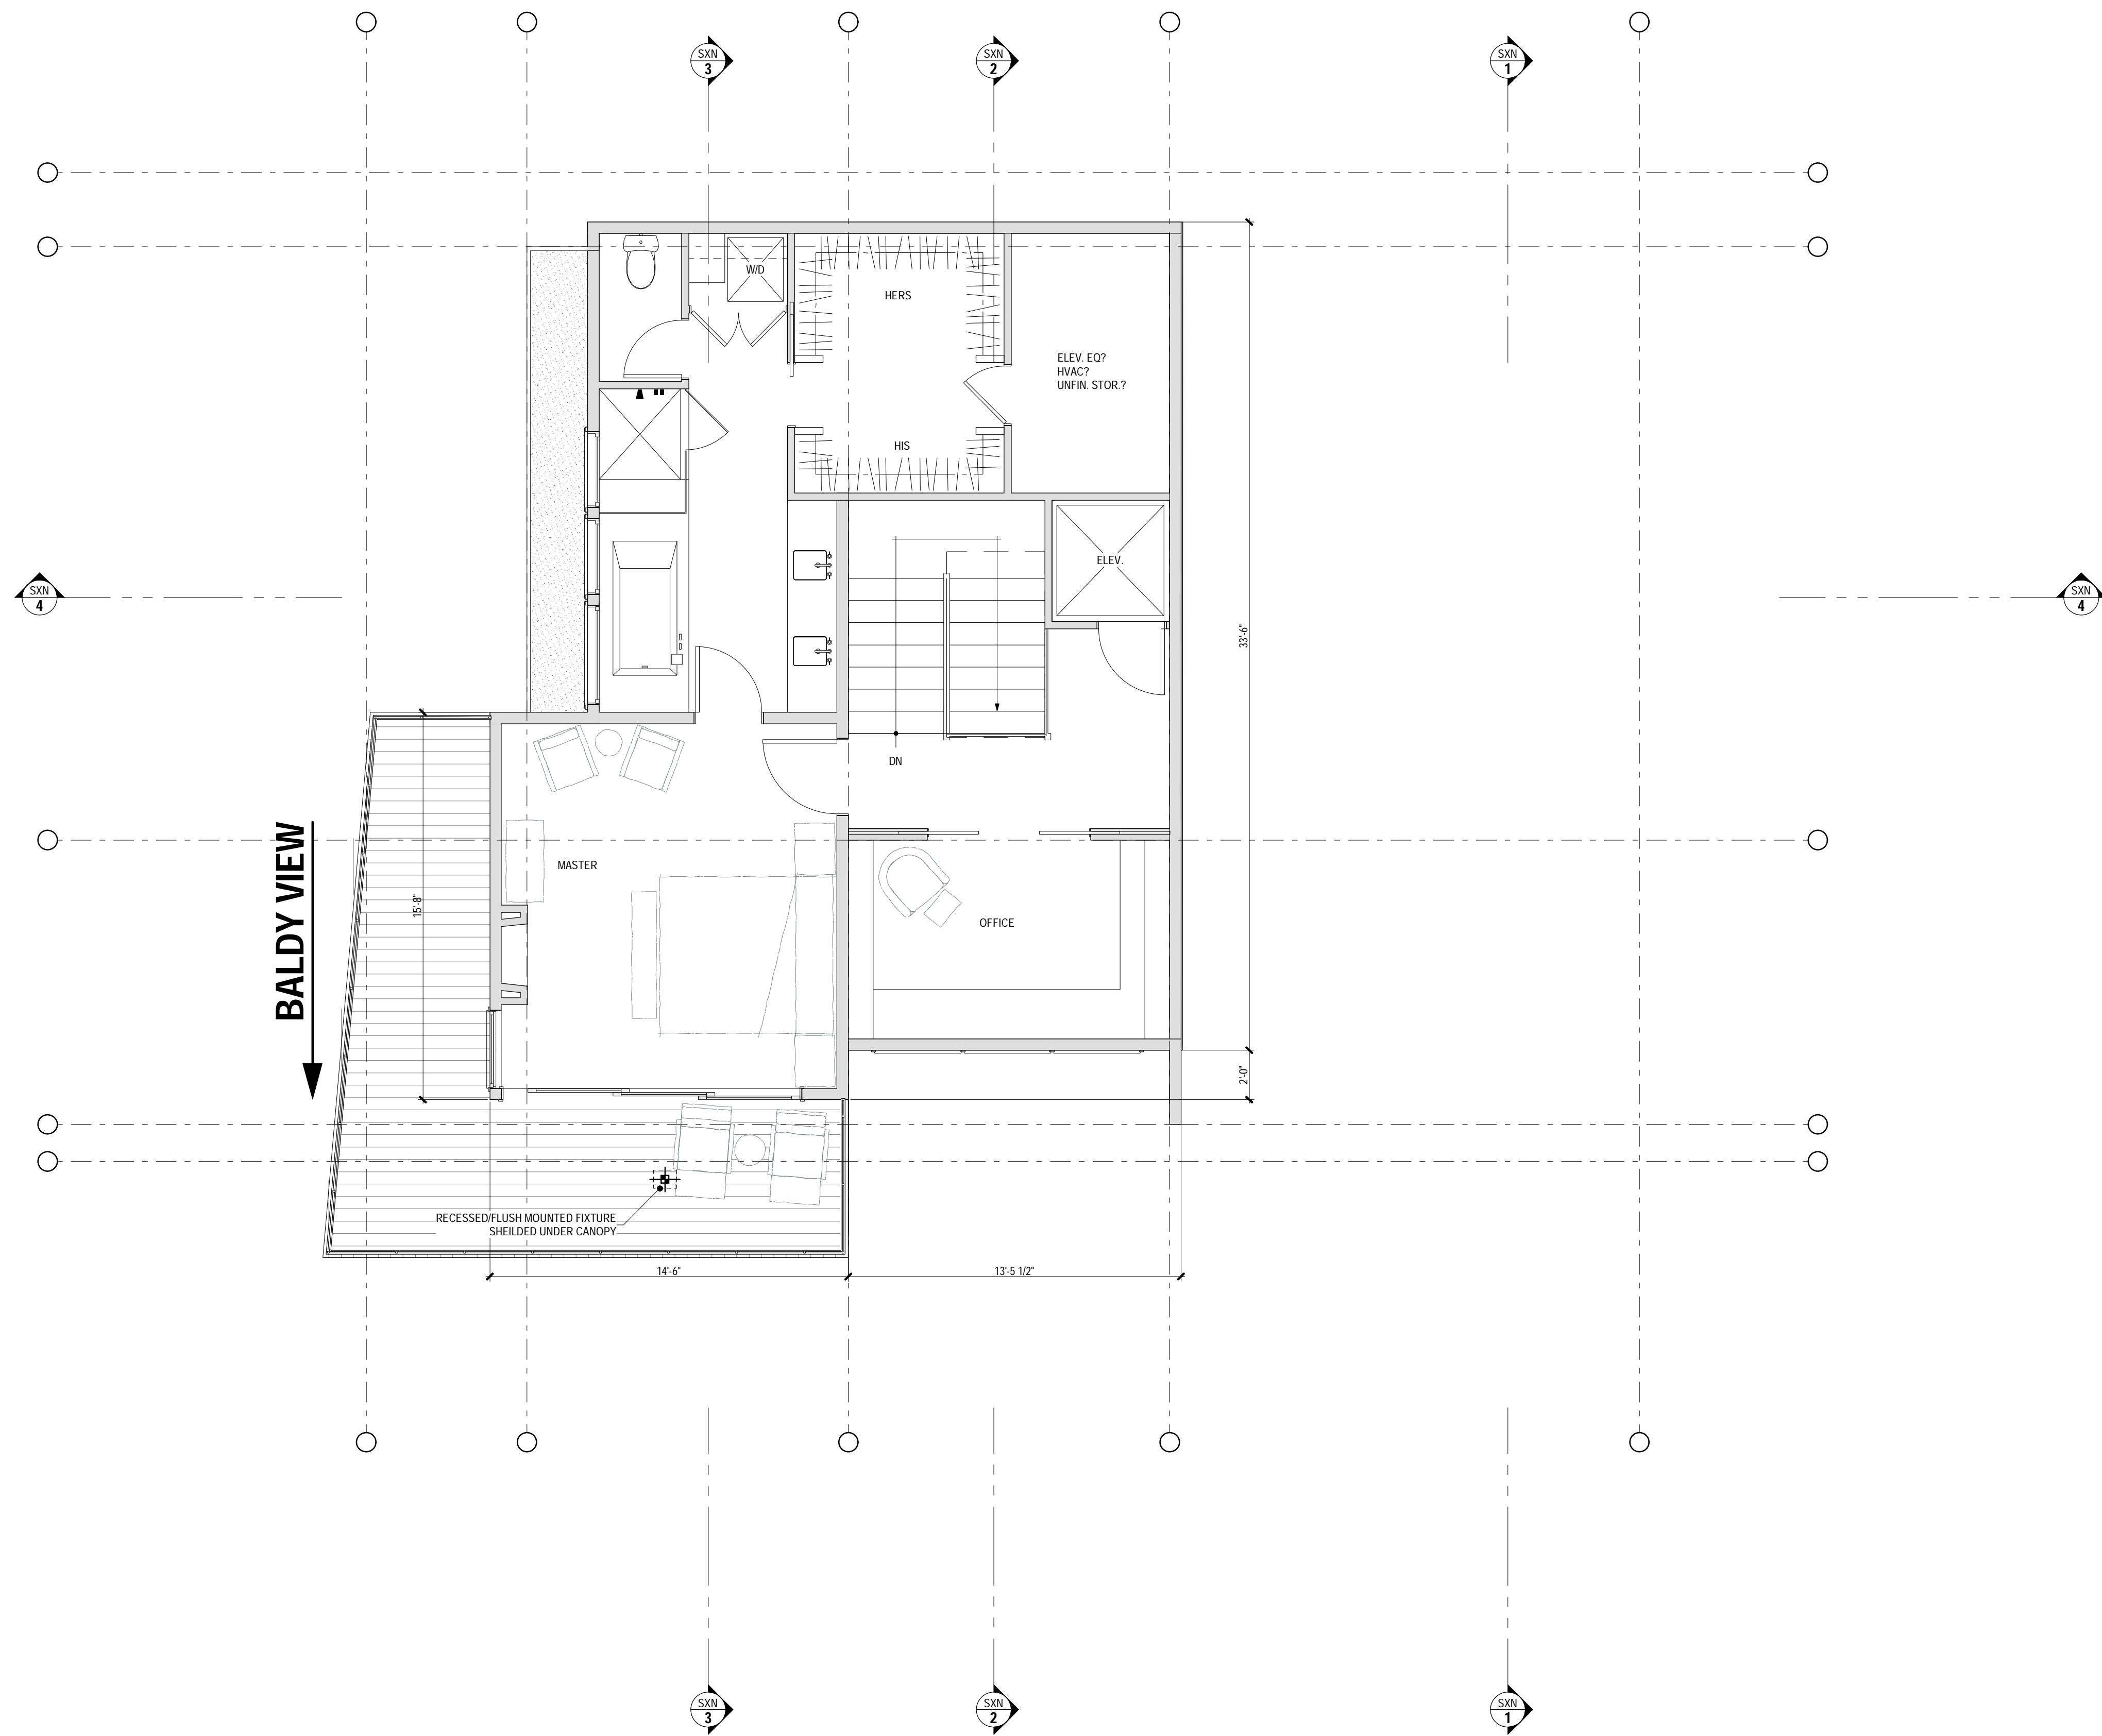 SXN
3
SXN
2
SXN
1
W/D
HERS
ELEV. EQ?
HVAC?
UNFIN. STOR.?
HIS
ELEV.
SXN
4
SXN
4
33'-6"
DN
BALDY VIEW
MASTER
15'-8"
OFFICE
2'-0"
RECESSED/FLUSH MOUNTED FIXTURE
SHEILDED UNDER CANOPY
14'-6"
13'-5 1/2"
SXN
3
SXN
2
SXN
1